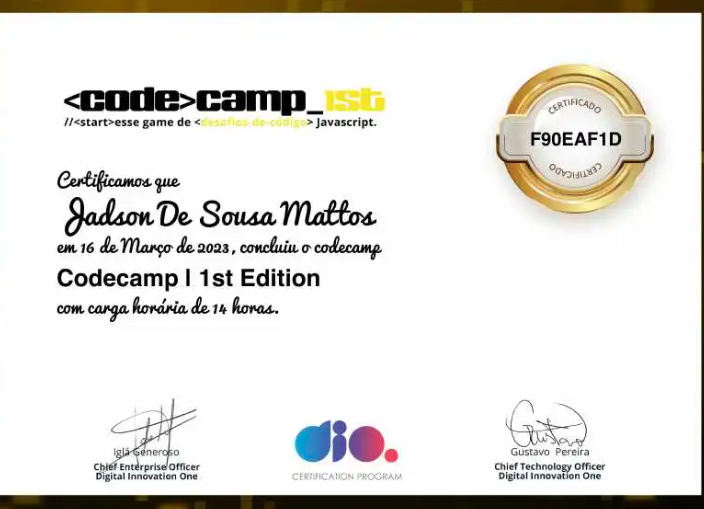 <code>camp_1st
//<start>esse game de <desafios-de-código> Javascript.
CERTIFICADO
F90EAF1D
CERTIFICADO
Certificamos que
Jadson De Sousa Mattos
em 16 de Março de 2023, concluiu o codecamp
Codecamp | 1st Edition
com carga horária de 14 horas.
Iglá Generoso
Chief Enterprise Officer
Digital Innovation One
dio.
CERTIFICATION PROGRAM
Gustavo Pereira
Chief Technology Officer
Digital Innovation One